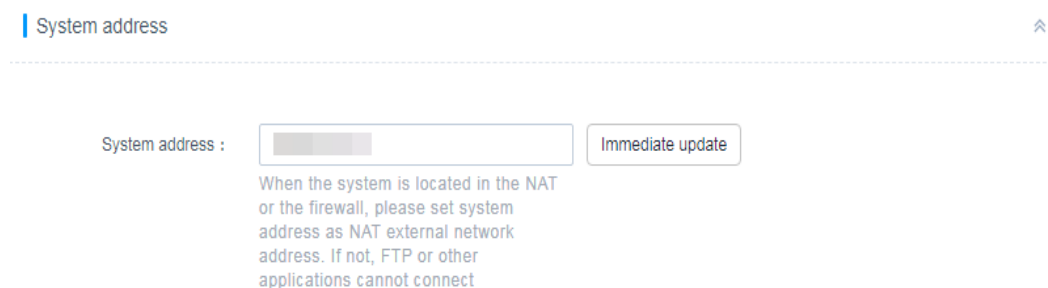 System address
System address :
Immediate update
When the system is located in the NAT
or the firewall, please set system
address as NAT external network
address. If not, FTP or other
applications cannot connect